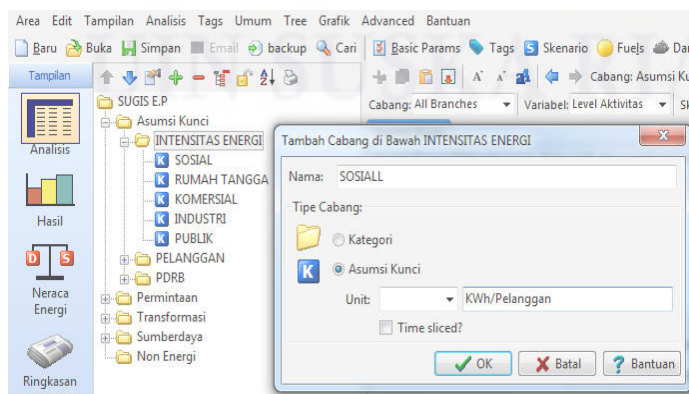 Area Edit Tampilan Analisis Tags Umum Tree Grafik Advanced Bantuan
Baru Buka Simpan Email backup Cari Basic Params Tags Skenario Fuels
Tampilan Cabang: Asumsi
SUGIS E.P Cabang: All Branches Variabel: Level Aktivitas
Asumsi Kunci
INTENSITAS ENERGI
SOSIAL
RUMAH TANGGA
KOMERSIAL
INDUSTRI
PUBLIK
PELANGGAN
PDRB
Permintaan
Transformasi
Sumberdaya
Non Energi
Analisis
Hasil
Neraca
Energi
Ringkasan
Tambah Cabang di Bawah INTENSITAS ENERGI
Nama: SOSIALL
Tipe Cabang:
Kategori
K Asumsi Kunci
Unit: KWh/Pelanggan
Time sliced?
OK Batal Bantuan